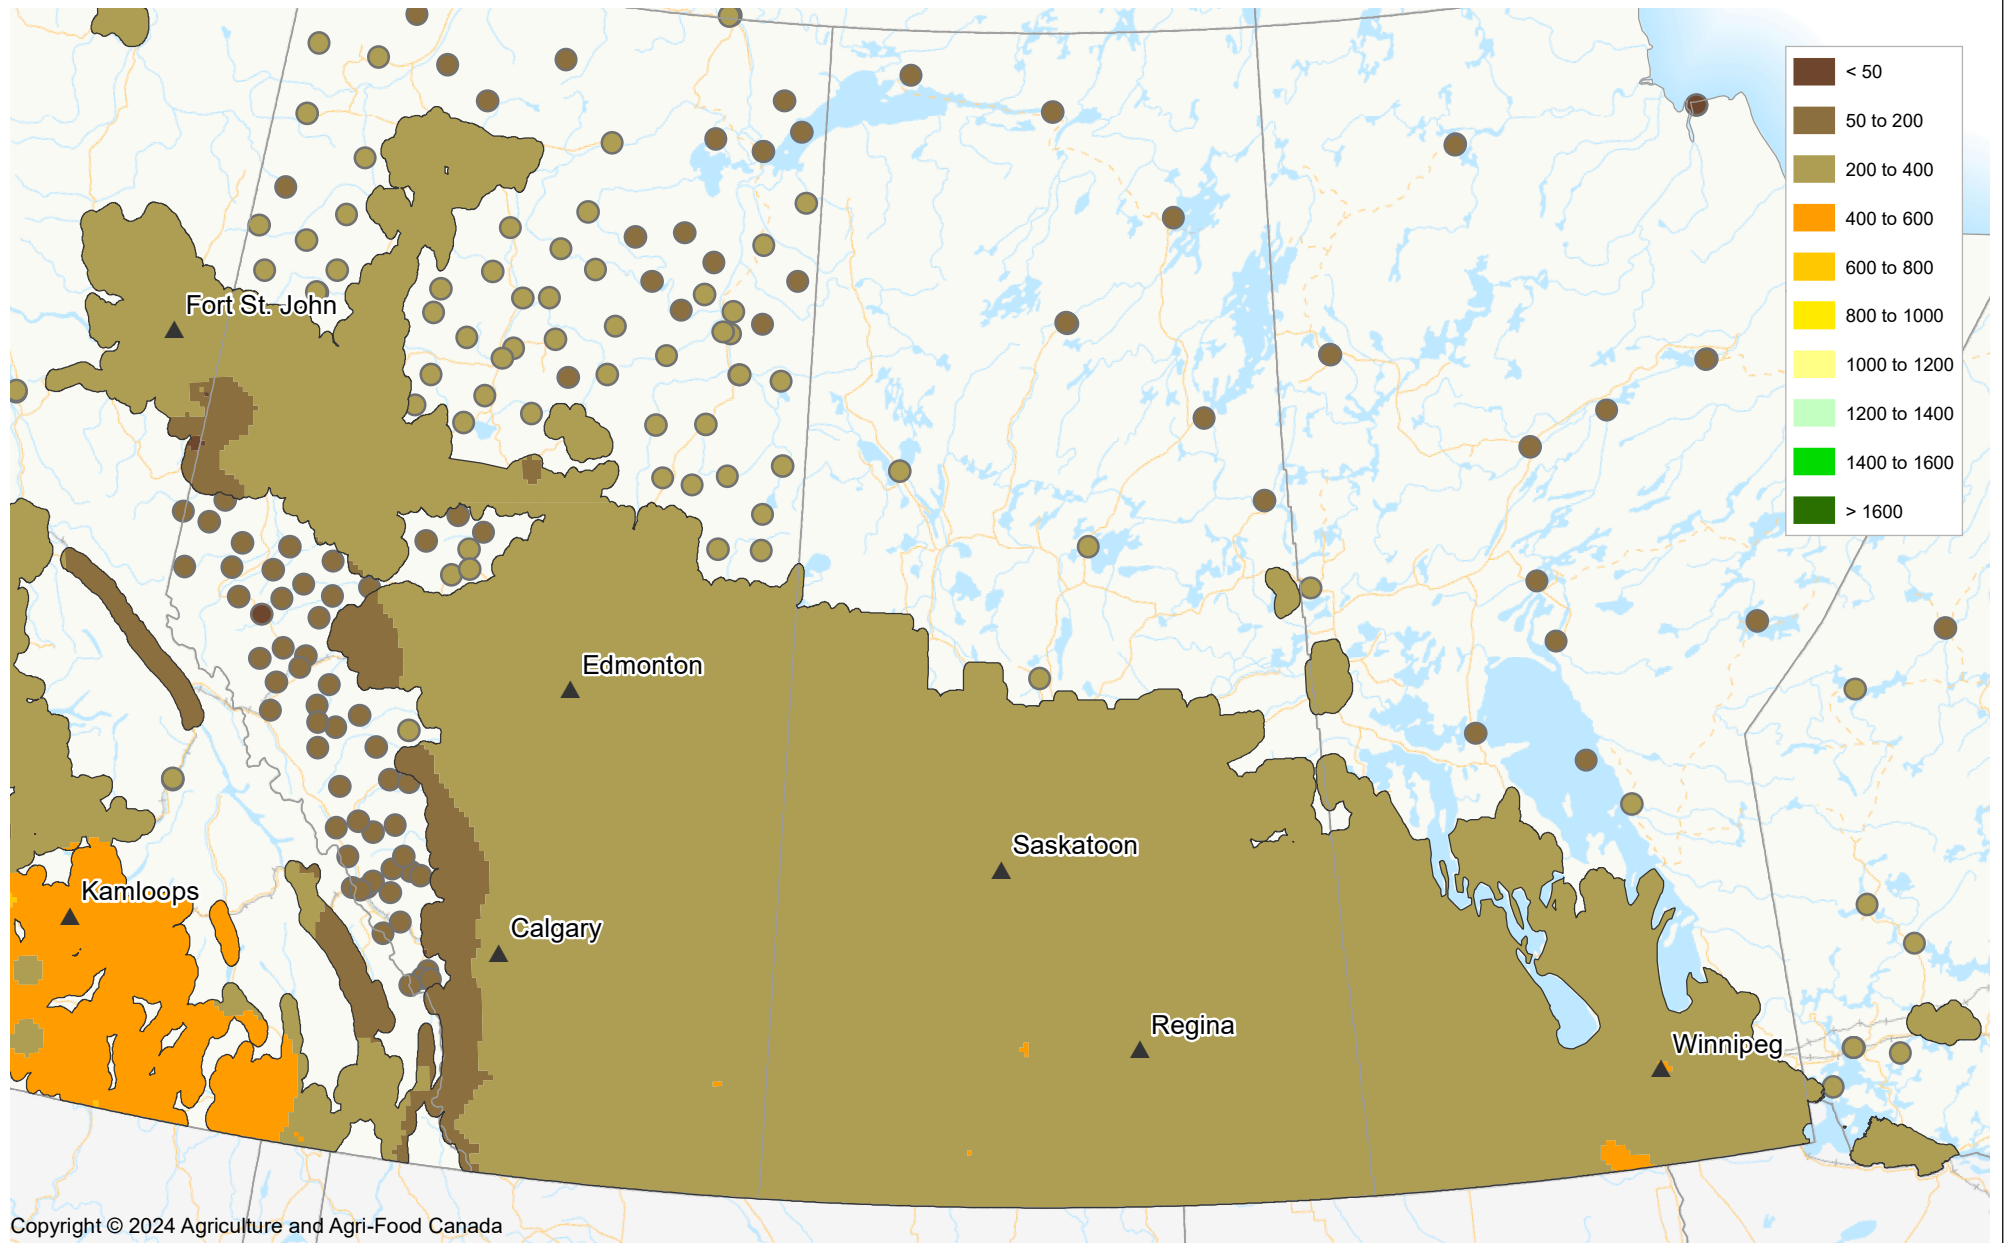 < 50
50 to 200
200 to 400
400 to 600
600 to 800
800 to 1000
1000 to 1200
1200 to 1400
1400 to 1600
> 1600
Fort St. John
Edmonton
Saskatoon
Kamloops
Calgary
Regina
Winnipeg
Copyright © 2024 Agriculture and Agri-Food Canada